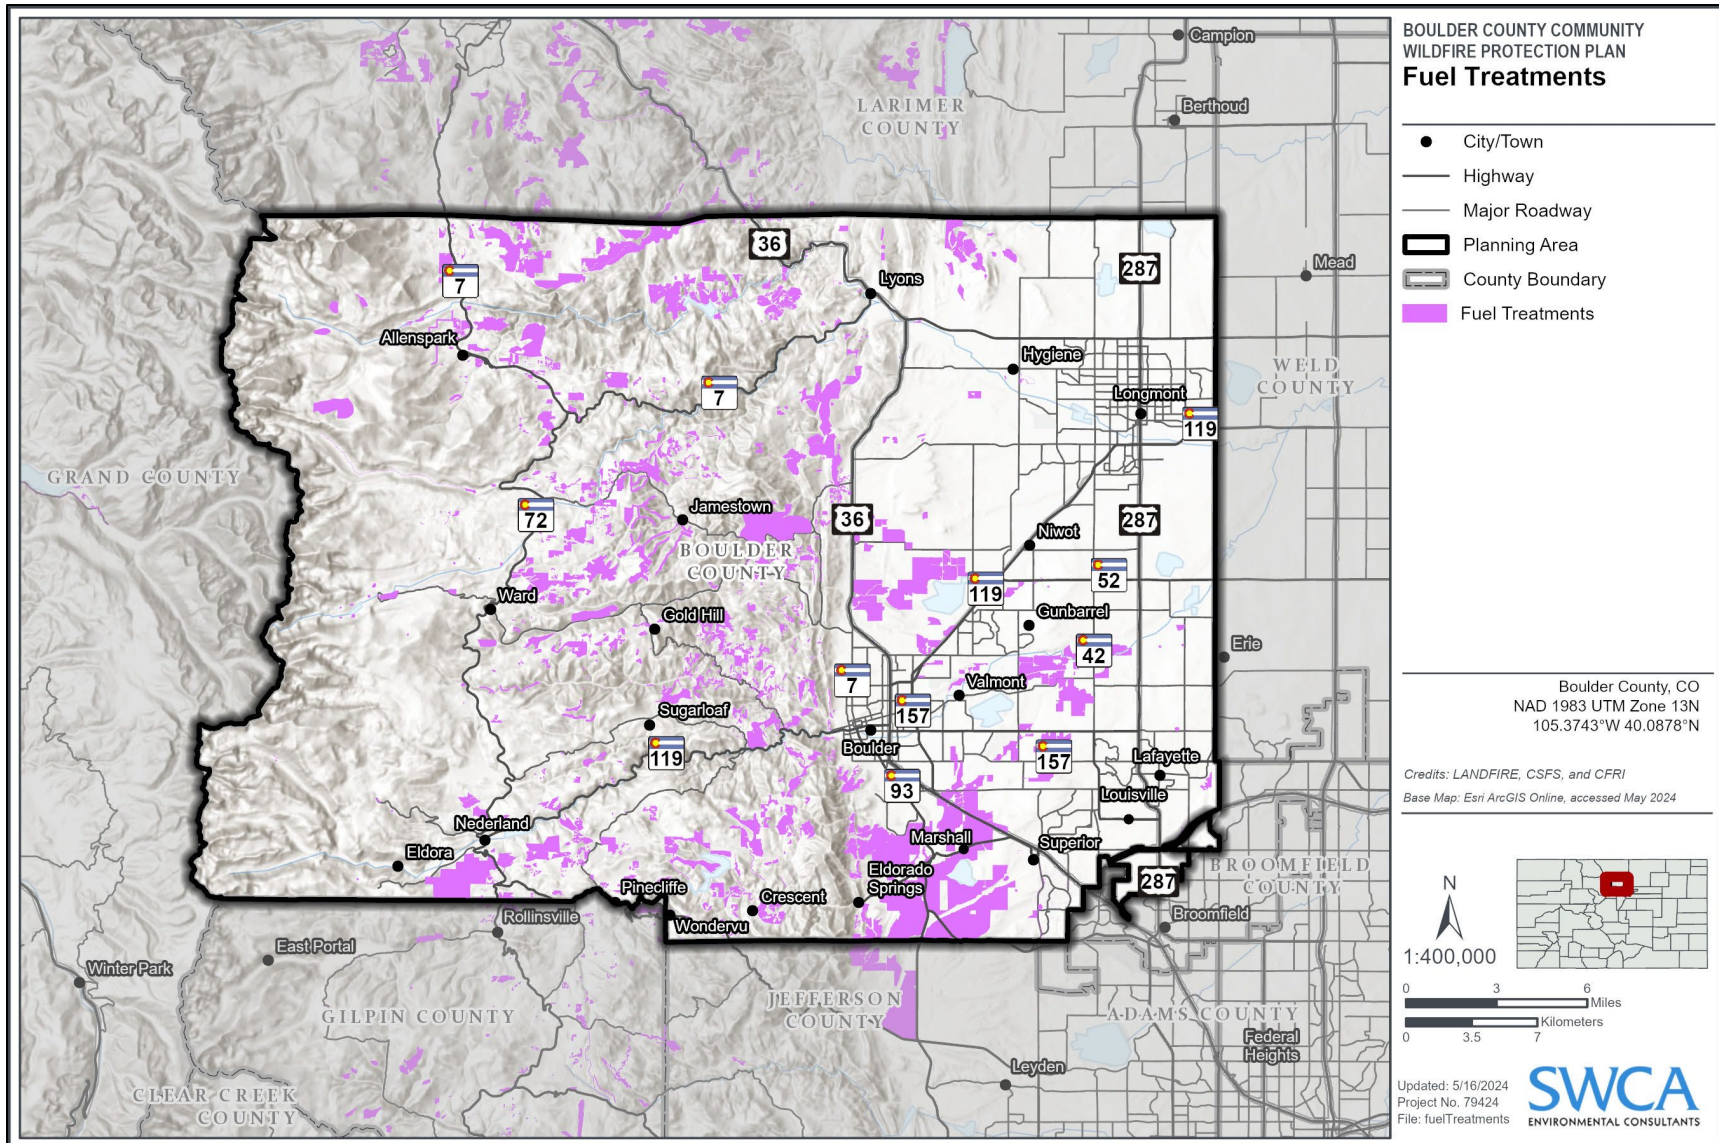 BOULDER COUNTY COMMUNITY
WILDFIRE PROTECTION PLAN
Fuel Treatments
City/Town
Highway
Major Roadway
Planning Area
County Boundary
Fuel Treatments
Boulder County, CO
NAD 1983 UTM Zone 13N
105.3743°W 40.0878°N
Credits: LANDFIRE, CSFS, and CFRI
Base Map: Esri ArcGIS Online, accessed May 2024
N
1:400,000
0 3 6
Miles
Kilometers
0 3.5 7
Updated: 5/16/2024
Project No. 79424
File: fuelTreatments
SWCA
ENVIRONMENTAL CONSULTANTS
Campion
Berthoud
LARIMER
COUNTY
36
287
Mead
7
Lyons
Allenspark
Hygiene
WELD
COUNTY
7
Longmont
119
GRAND COUNTY
72
Jamestown
36
287
Niwot
BOULDER
COUNTY
52
119
Ward
Gold Hill
Gunbarrel
42
Erie
7
Valmont
157
Sugarloaf
119
Boulder
157
Lafayette
93
Louisville
Nederland
Marshall
Superior
Eldora
Eldorado
Springs
BROOMFIELD
COUNTY
287
Pinecliffe
Crescent
Wondervu
Rollinsville
Broomfield
East Portal
Winter Park
JEFFERSON
COUNTY
GILPIN COUNTY
ADAMS COUNTY
Federal
Heights
Leyden
CLEAR CREEK
COUNTY